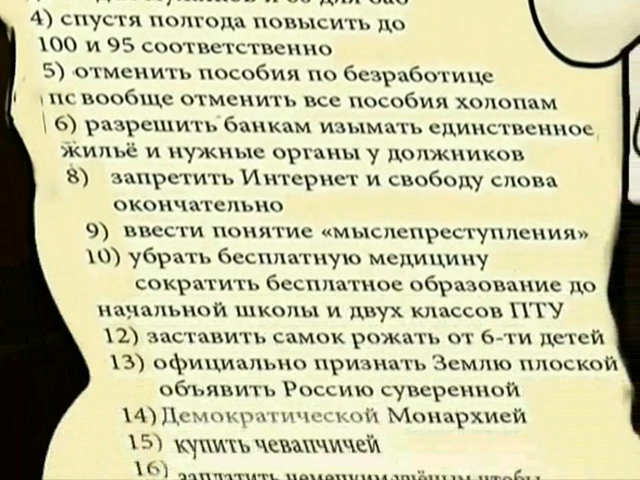 4) спустя полгода повысить до
100 и 95 соответственно
5) отменить пособия по безработице
пс вообще отменить все пособия холопам
6) разрешить банкам изымать единственное
жильё и нужные органы у должников
8) запретить Интернет и свободу слова
окончательно
9) ввести понятие «мыслепреступления»
10) убрать бесплатную медицину
сократить бесплатное образование до
начальной школы и двух классов ПТУ
12) заставить самок рожать от 6-ти детей
13) официально признать Землю плоской
объявить Россию суверенной
14) Демократической Монархией
15) купить чевапчичей
16) заплатить